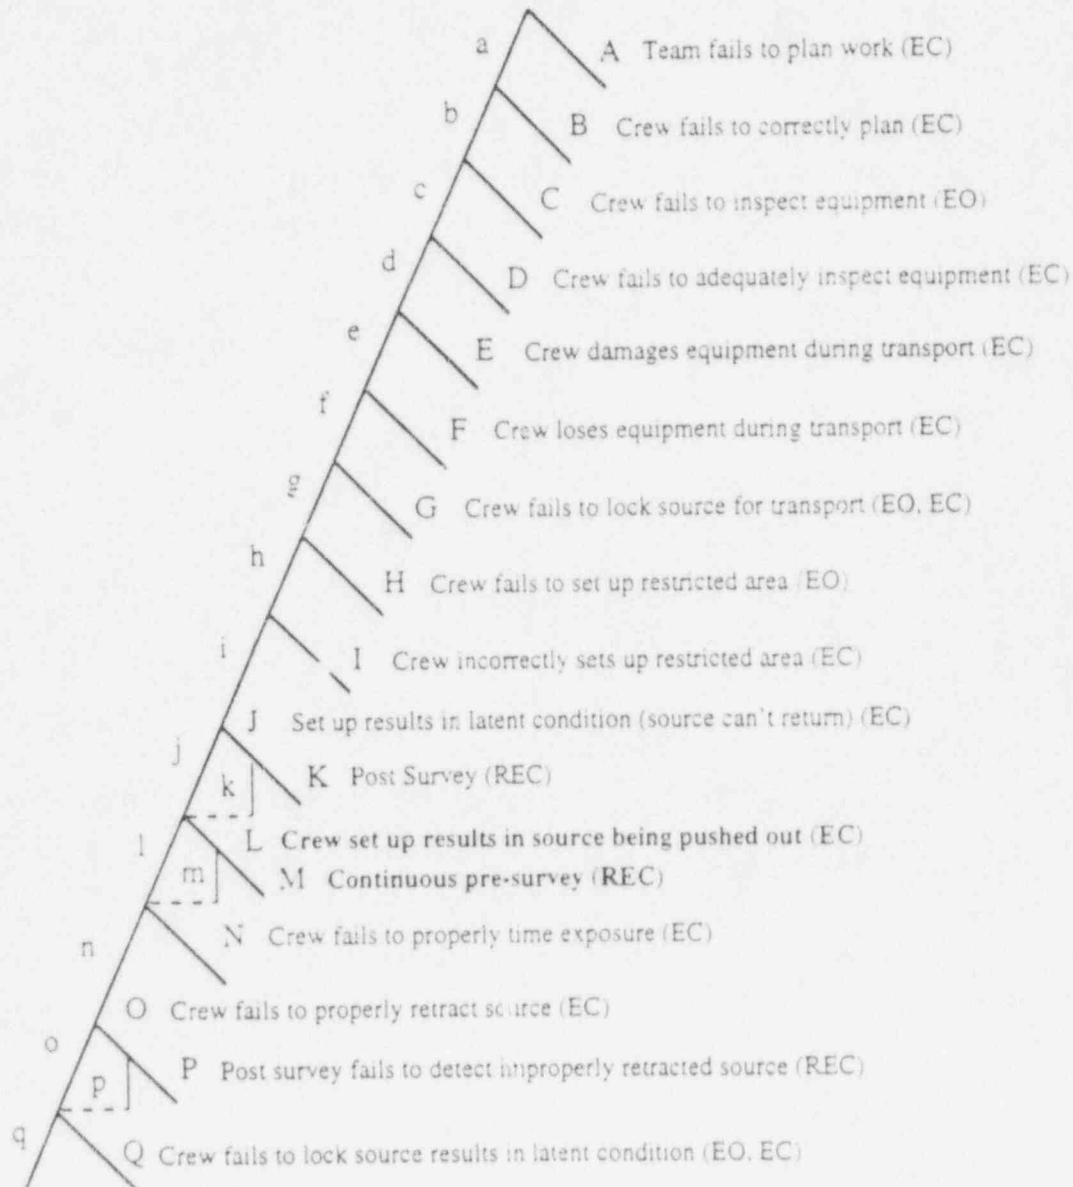 a
A Team fails to plan work (EC)
b
B Crew fails to correctly plan (EC)
c
C Crew fails to inspect equipment (EO)
d
D Crew fails to adequately inspect equipment (EC)
e
E Crew damages equipment during transport (EC)
f
F Crew loses equipment during transport (EC)
g
G Crew fails to lock source for transport (EO, EC)
h
H Crew fails to set up restricted area (EO)
i
I Crew incorrectly sets up restricted area (EC)
J Set up results in latent condition (source can't return) (EC)
j
k
K Post Survey (REC)
l
L Crew set up results in source being pushed out (EC)
m
M Continuous pre-survey (REC)
n
N Crew fails to properly time exposure (EC)
O Crew fails to properly retract source (EC)
o
p
P Post survey fails to detect improperly retracted source (REC)
q
Q Crew fails to lock source results in latent condition (EO, EC)